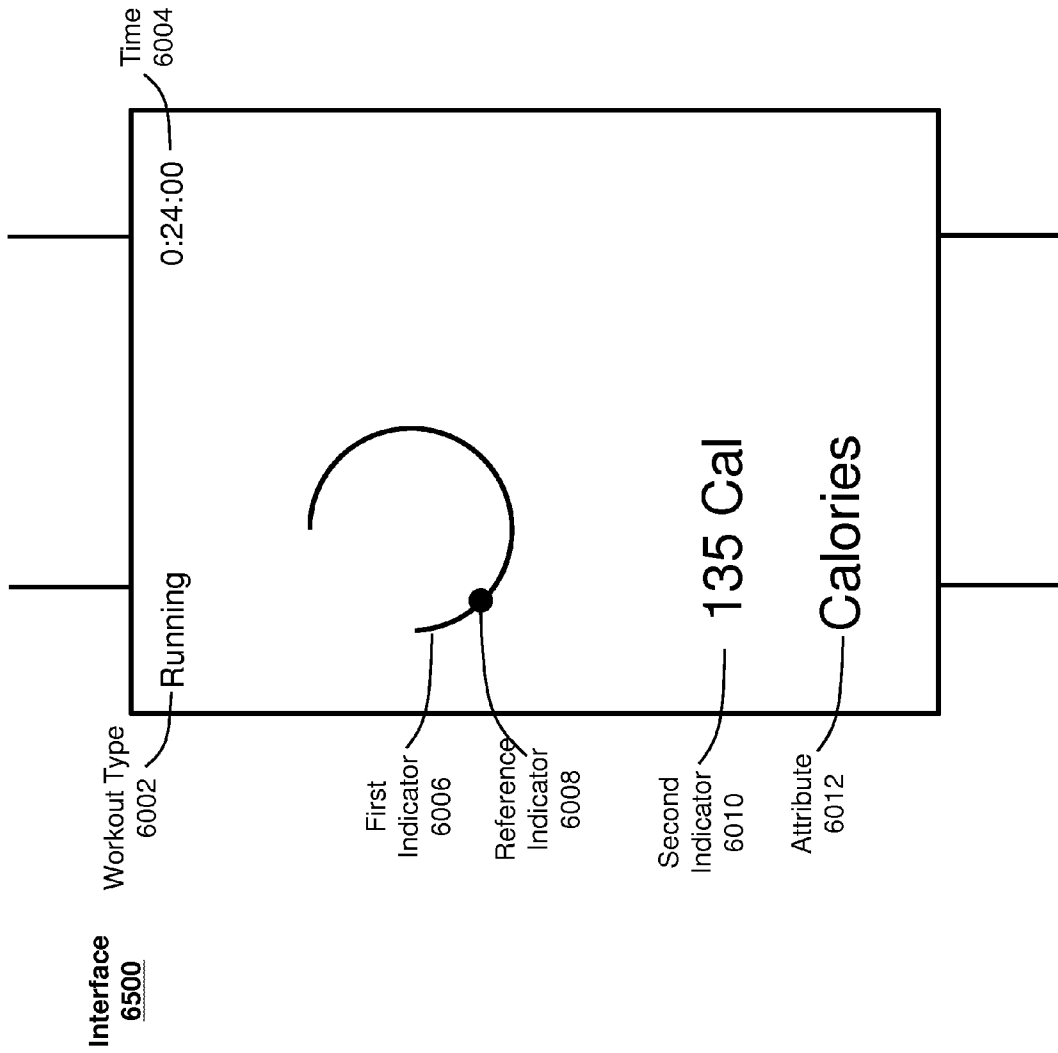 Interface
6500
Workout Type
6002
Running
0:24:00
Time
6004
First
Indicator
6006
Reference
Indicator
6008
Second
Indicator
6010
135 Cal
Attribute
6012
Calories